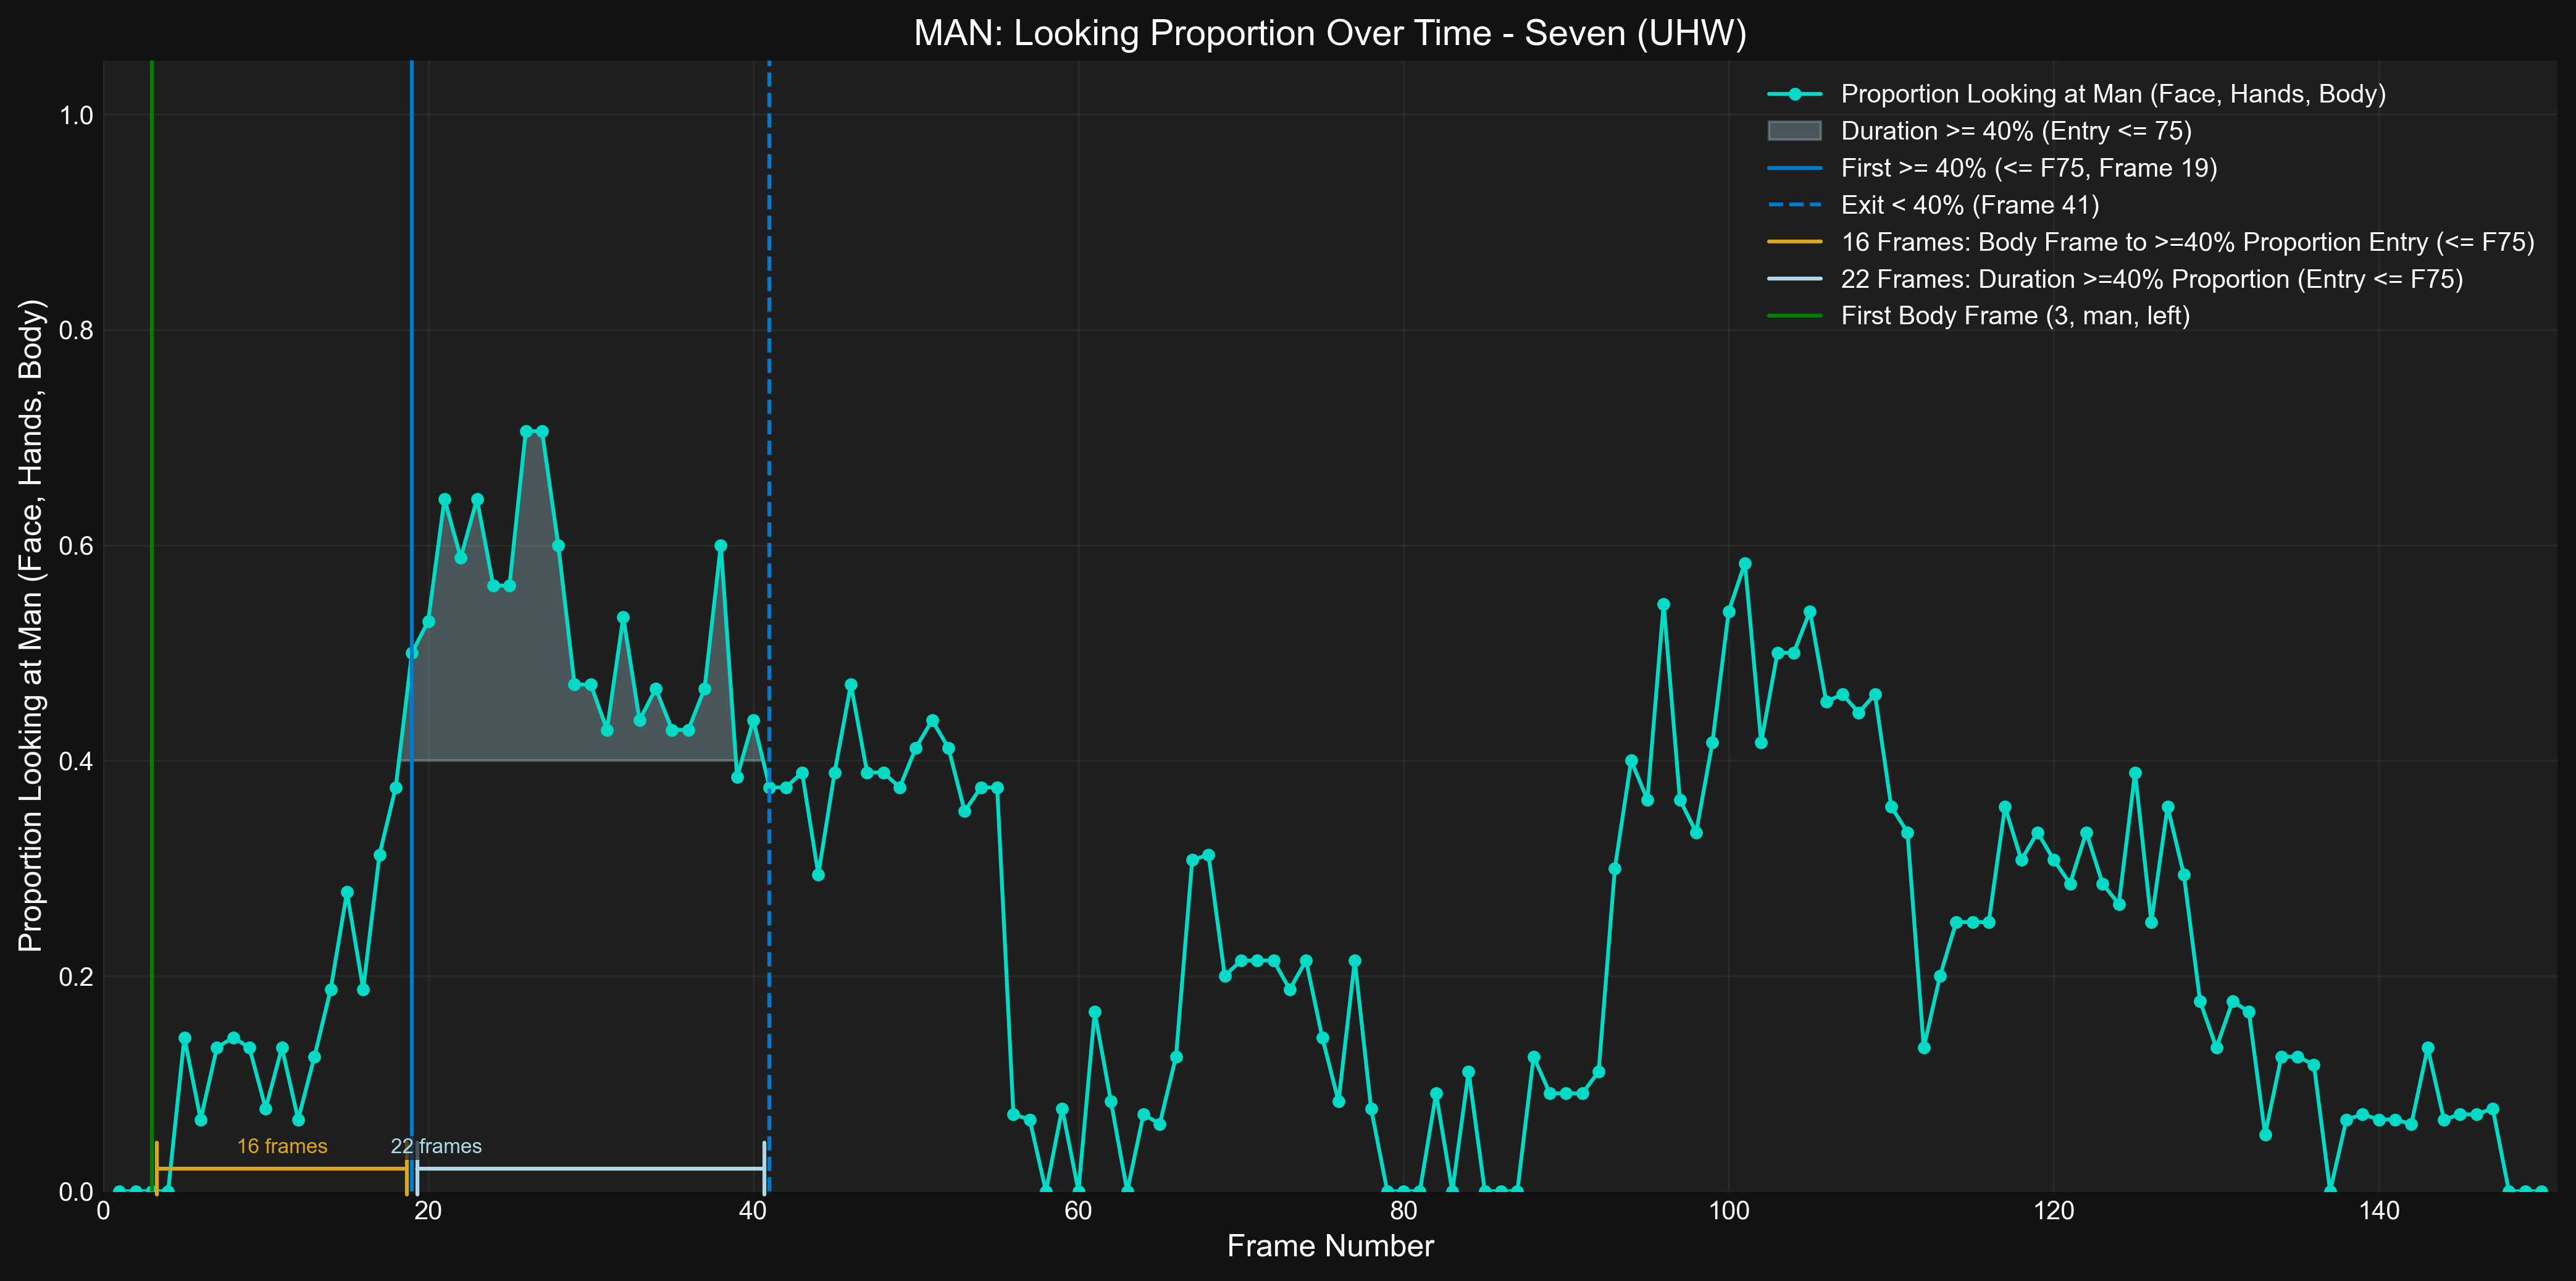 MAN: Looking Proportion Over Time - Seven (UHW)
Proportion Looking at Man (Face, Hands, Body)
1.0
0.8
0.6
0.4
0.2
0.0
Proportion Looking at Man (Face, Hands, Body)
Duration >= 40% (Entry <= 75)
First >= 40% (<= F75, Frame 19)
Exit < 40% (Frame 41)
16 Frames: Body Frame to >=40% Proportion Entry (<= F75)
22 Frames: Duration >=40% Proportion (Entry <= F75)
First Body Frame (3, man, left)
16 frames
22 frames
0 20 40 60 80 100 120 140
Frame Number